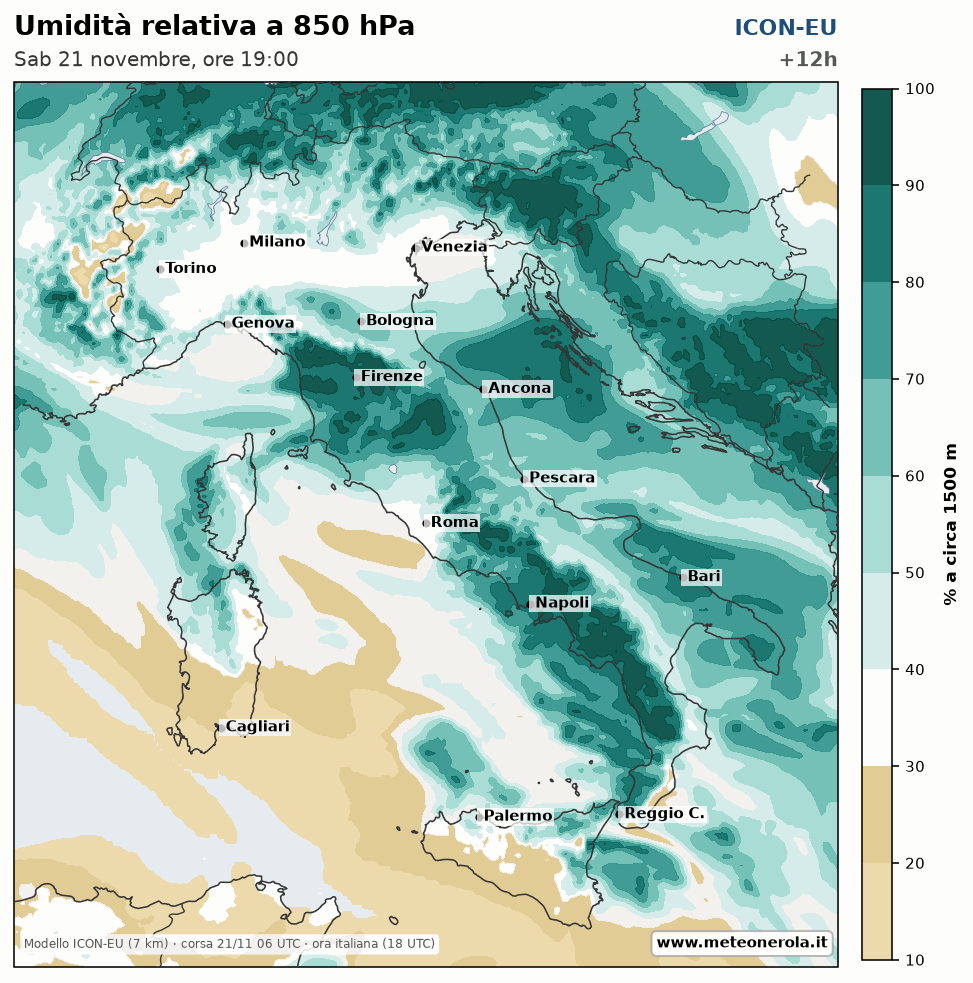 Umidità relativa a 850 hPa
ICON-EU
Sab 21 novembre, ore 19:00
+12h
100
90
80
70
60
50
40
30
20
10
% a circa 1500 m
Milano
Venezia
Torino
Genova
Bologna
Firenze
Ancona
Pescara
Roma
Bari
Napoli
Cagliari
Palermo
Reggio C.
Modello ICON-EU (7 km) · corsa 21/11 06 UTC · ora italiana (18 UTC)
www.meteonerola.it